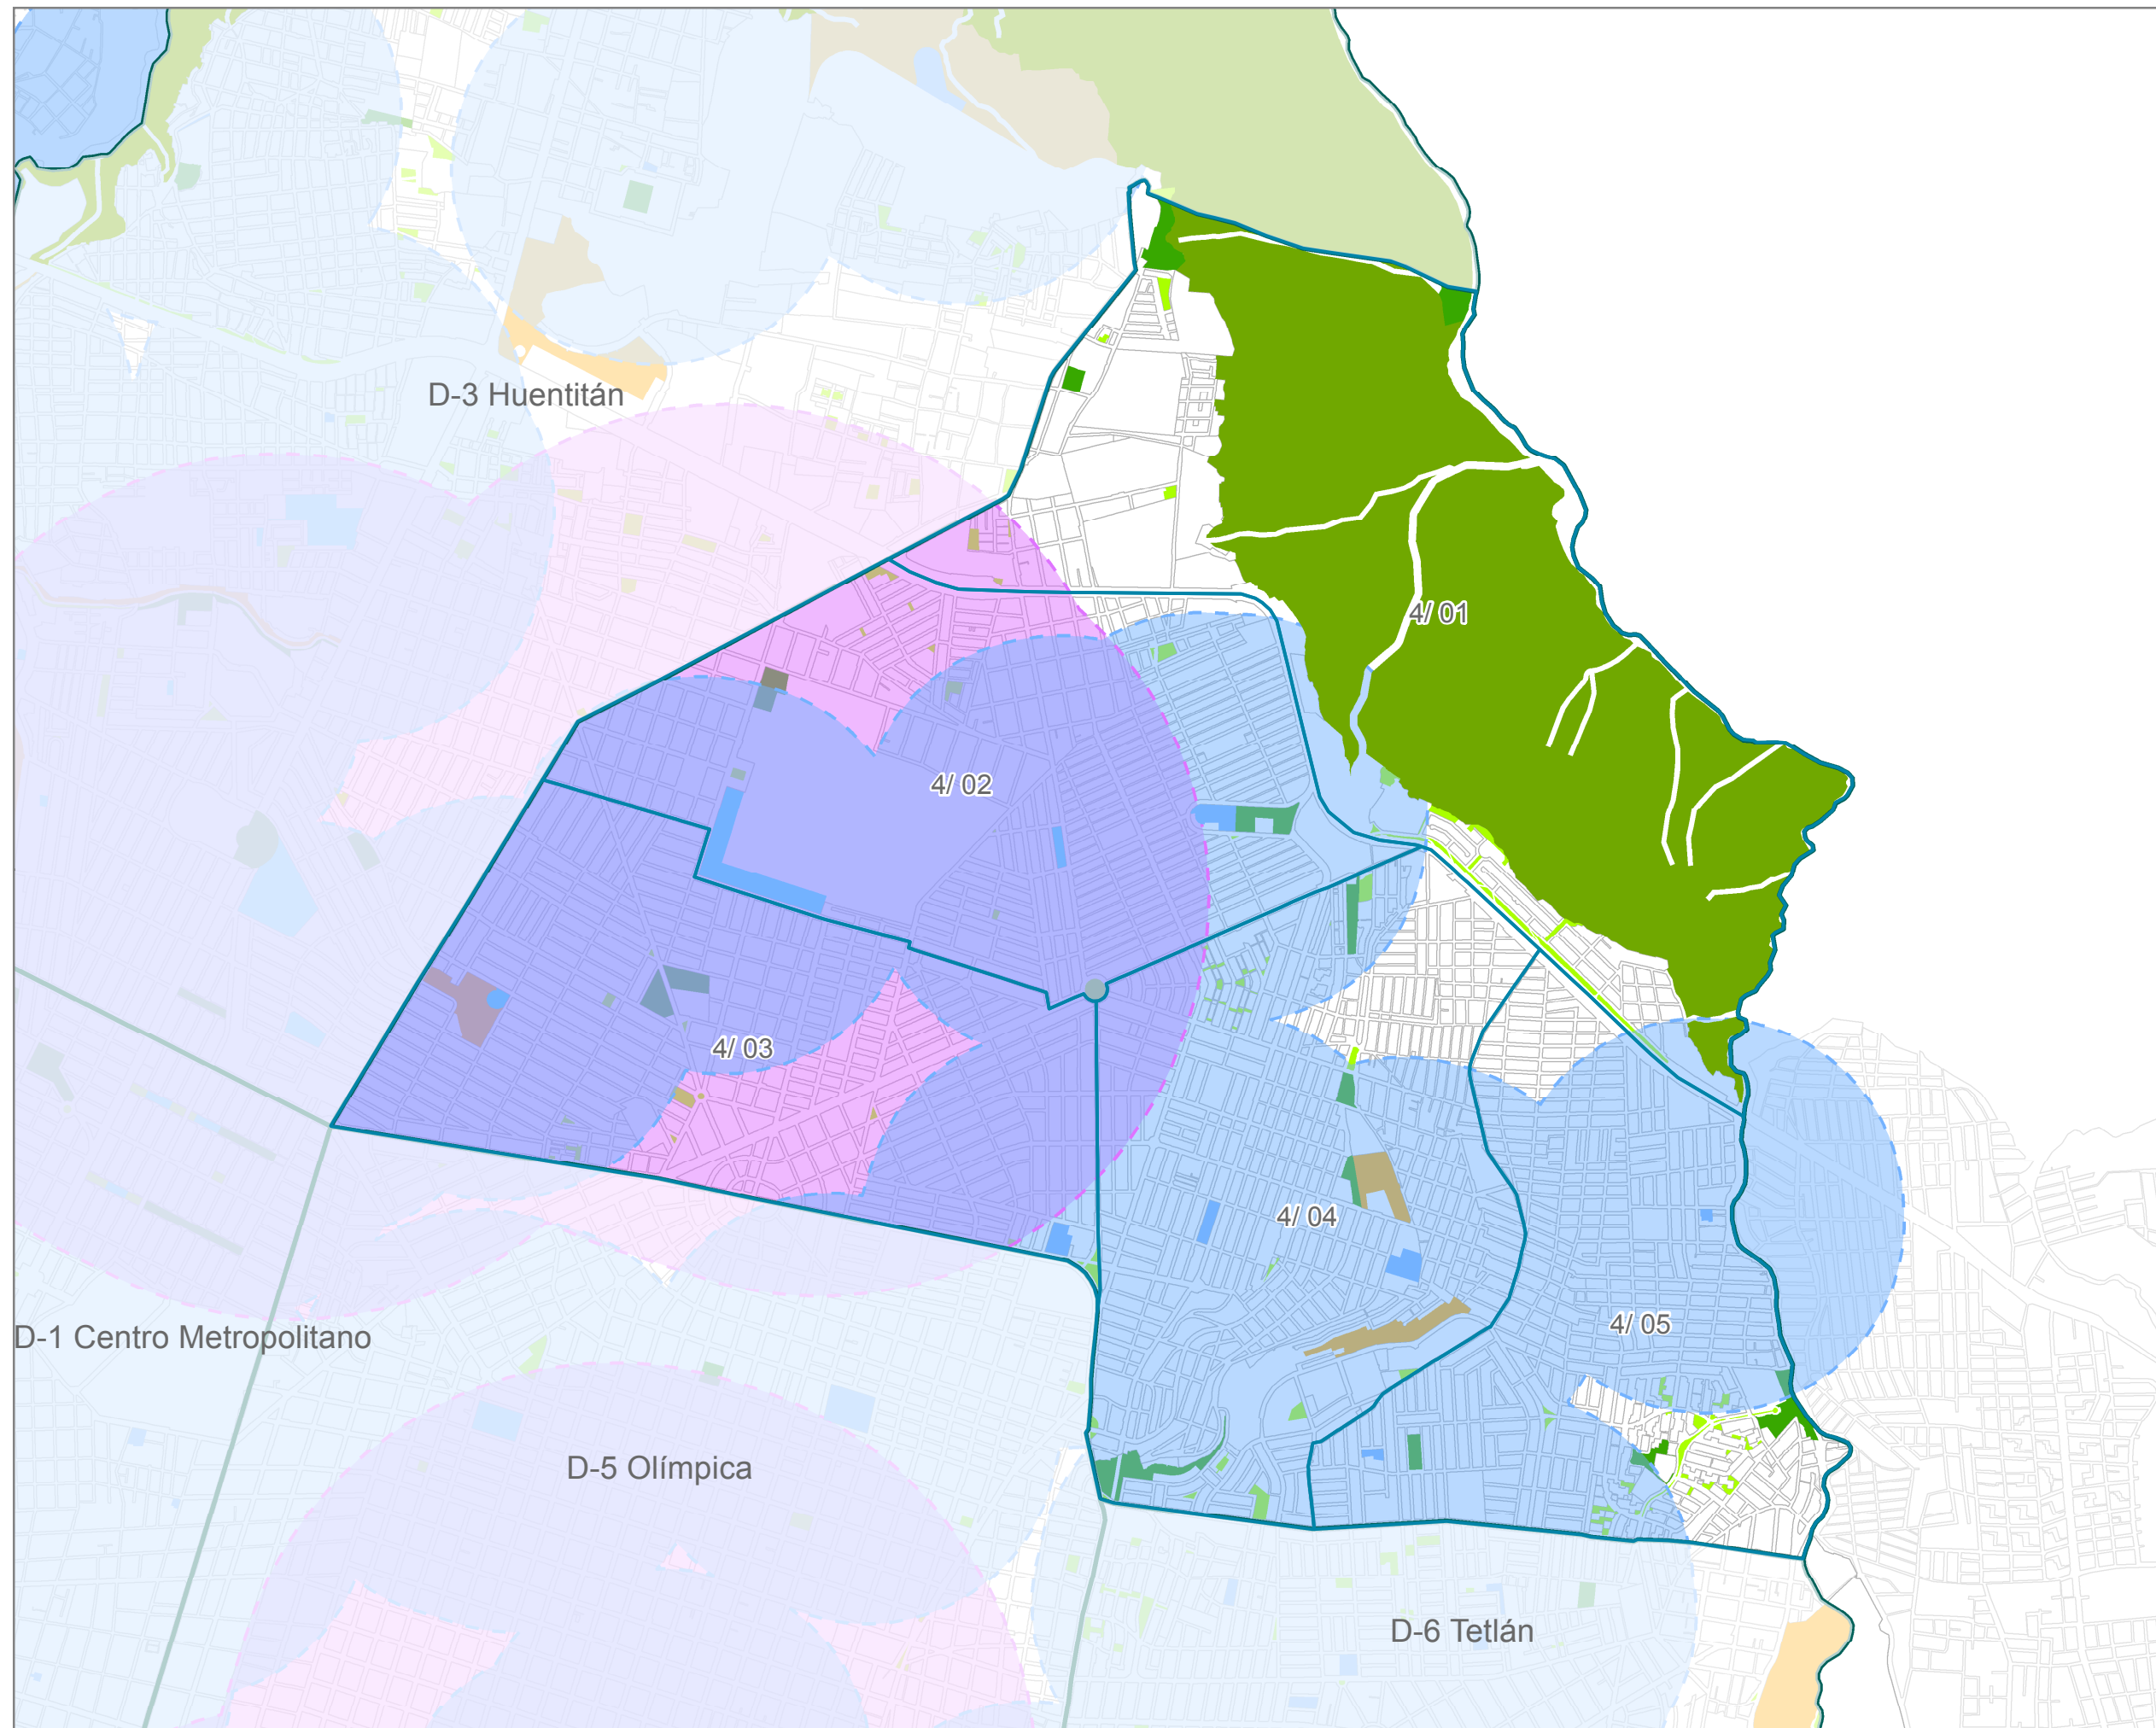 D-3 Huentitán
4/ 01
4/ 02
4/ 03
4/ 04
4/ 05
D-1 Centro Metropolitano
D-5 Olímpica
D-6 Tetlán